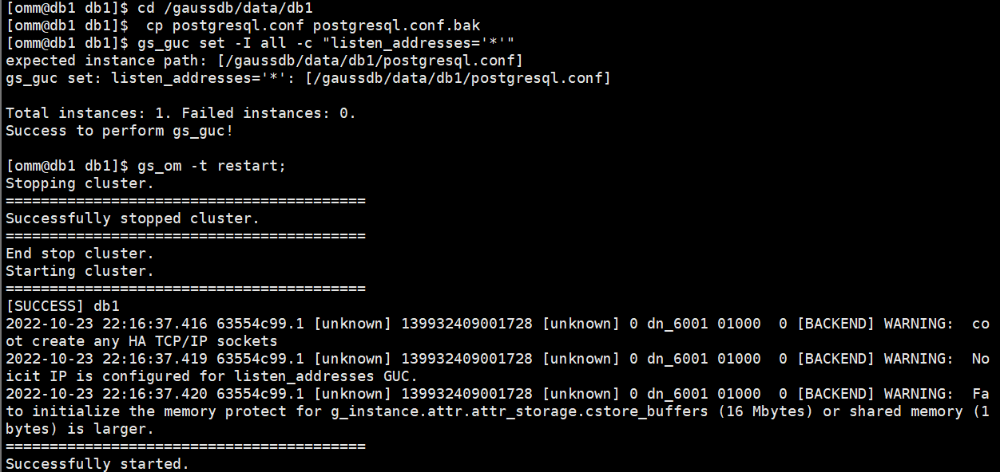 [omm@db1 db1]$ cd /gaussdb/data/db1
[omm@db1 db1]$  cp postgresql.conf postgresql.conf.bak
[omm@db1 db1]$ gs_guc set -I all -c "listen_addresses='*'"
expected instance path: [/gaussdb/data/db1/postgresql.conf]
gs_guc set: listen_addresses='*': [/gaussdb/data/db1/postgresql.conf]
Total instances: 1. Failed instances: 0.
Success to perform gs_guc!
[omm@db1 db1]$ gs_om -t restart;
Stopping cluster.
=========================================
Successfully stopped cluster.
=========================================
End stop cluster.
Starting cluster.
=========================================
[SUCCESS] db1
2022-10-23 22:16:37.416 63554c99.1 [unknown] 139932409001728 [unknown] 0 dn_6001 01000  0 [BACKEND] WARNING:  co
ot create any HA TCP/IP sockets
2022-10-23 22:16:37.419 63554c99.1 [unknown] 139932409001728 [unknown] 0 dn_6001 01000  0 [BACKEND] WARNING:  No
icit IP is configured for listen_addresses GUC.
2022-10-23 22:16:37.420 63554c99.1 [unknown] 139932409001728 [unknown] 0 dn_6001 01000  0 [BACKEND] WARNING:  Fa
to initialize the memory protect for g_instance.attr.attr_storage.cstore_buffers (16 Mbytes) or shared memory (1
bytes) is larger.
=========================================
Successfully started.